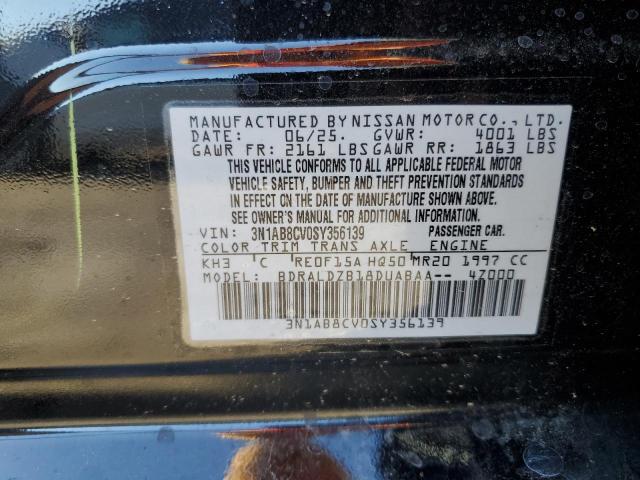 MANUFACTURED BY NISSAN MOTOR CO., LTD.
DATE: 06/25. GVWR: 4001 LBS
GAWR FR: 2161 LBS GAWR RR: 1863 LBS
THIS VEHICLE CONFORMS TO ALL APPLICABLE FEDERAL MOTOR
VEHICLE SAFETY, BUMPER AND THEFT PREVENTION STANDARDS
IN EFFECT ON THE DATE OF MANUFACTURE SHOWN ABOVE.
SEE OWNER'S MANUAL FOR ADDITIONAL INFORMATION.
VIN: 3N1AB8CV0SY356139 PASSENGER CAR.
COLOR TRIM TRANS AXLE ENGINE
KH3 C RE0F15A HQ50 MR20 1997 CC
MODEL: BDRALDZB18DUABAA-- 4Z000
3N1AB8CV0SY356139